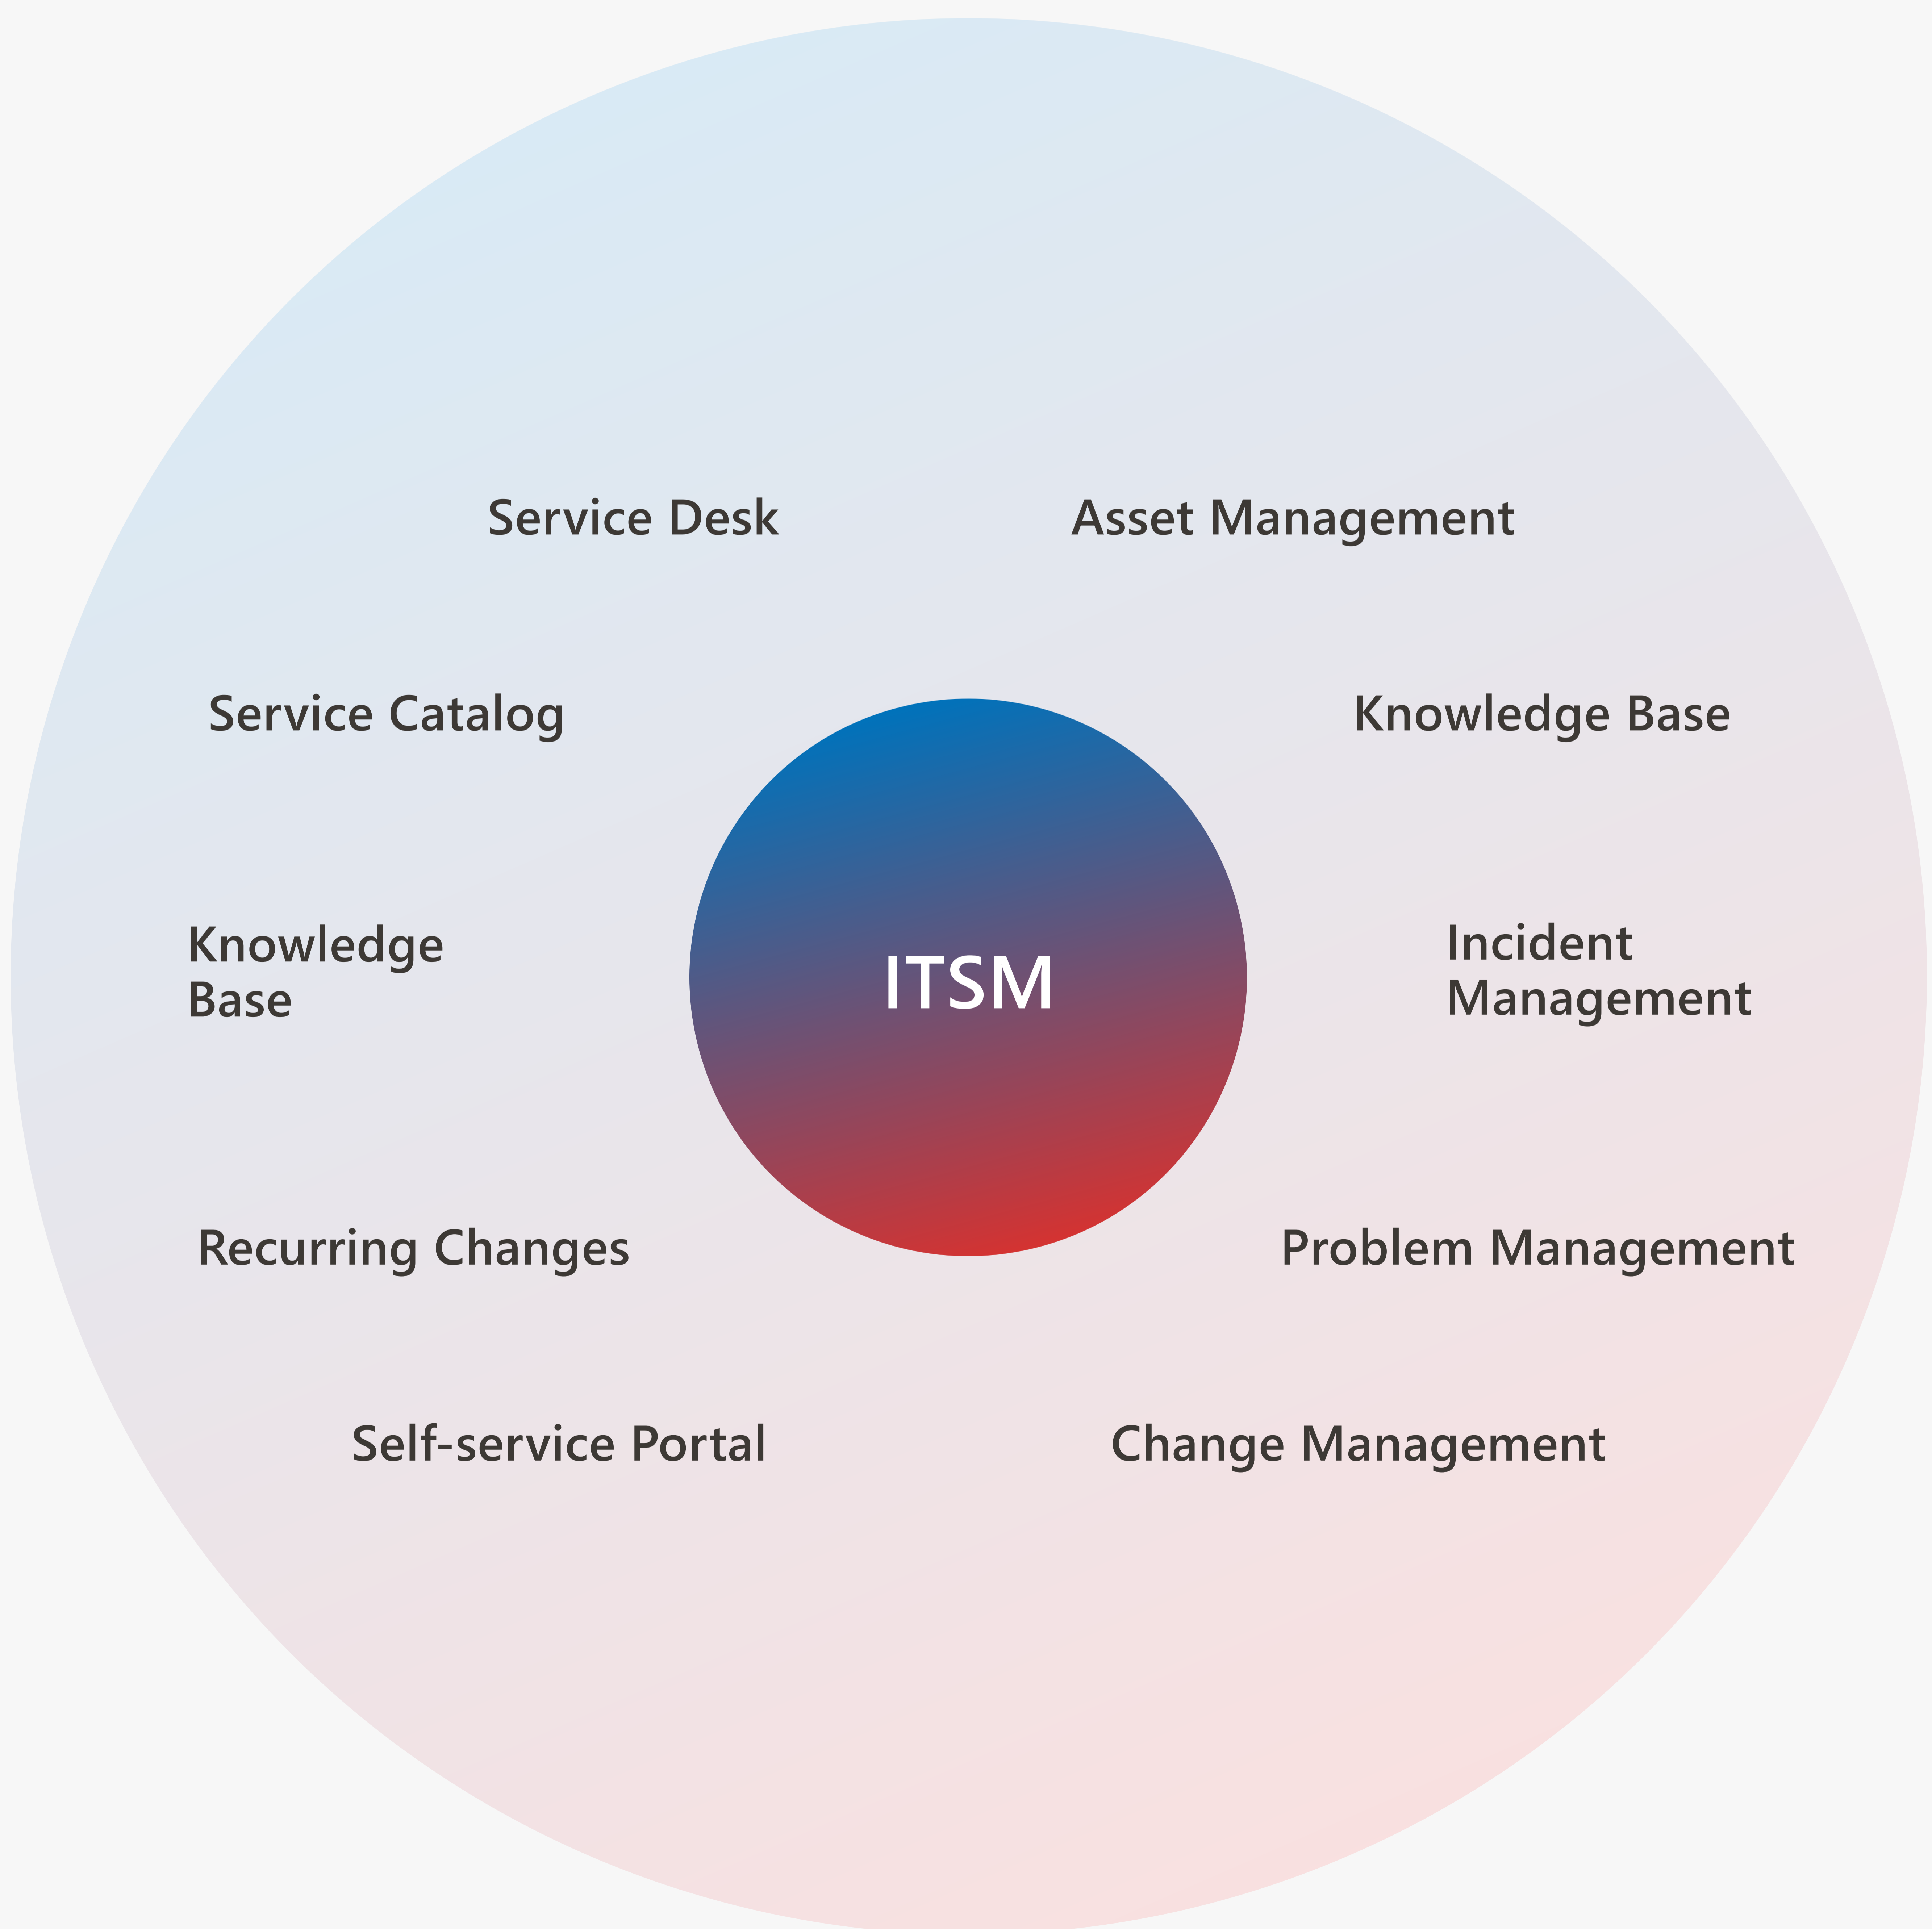 Service Desk
Asset Management
Service Catalog
Knowledge Base
Knowledge
Base
ITSM
Incident
Management
Recurring Changes
Problem Management
Self-service Portal
Change Management